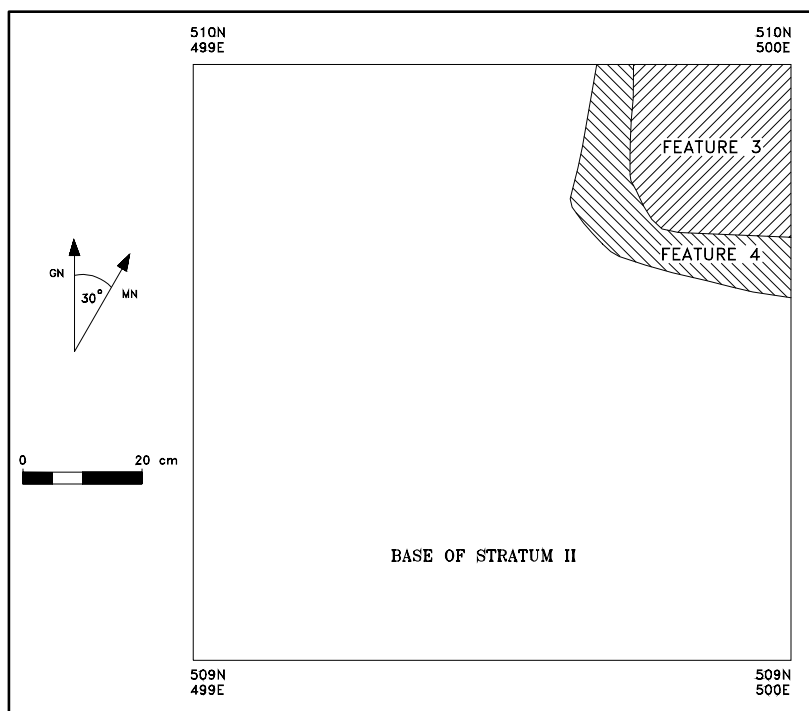 510N
499E
510N
500E
FEATURE 3
FEATURE 4
GN
30°
MN
0 20 cm
BASE OF STRATUM II
509N
499E
509N
500E